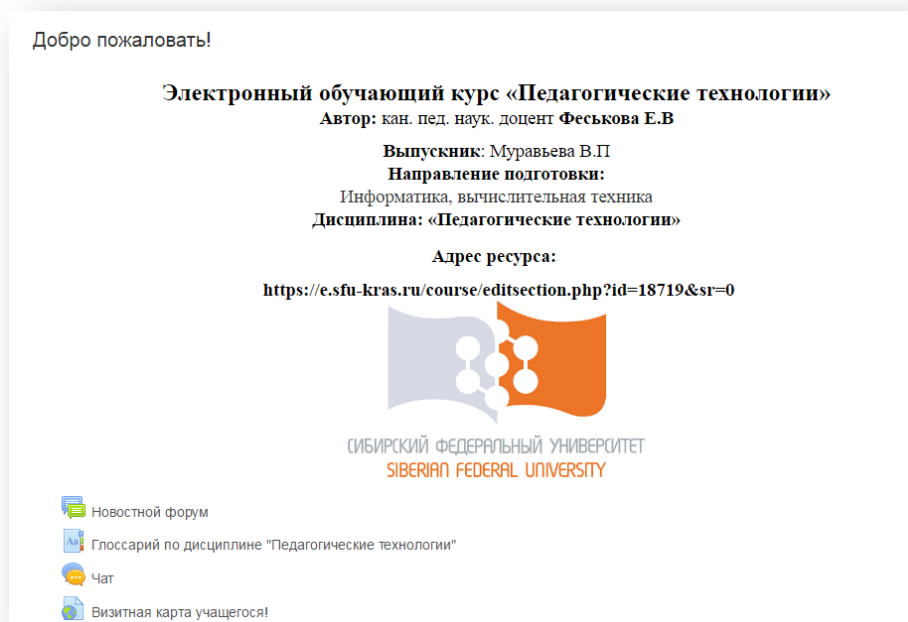 Добро пожаловать!
Электронный обучающий курс «Педагогические технологии»
Автор: кан. пед. наук. доцент Феськова Е.В
Выпускник: Муравьева В.П
Направление подготовки:
Информатика, вычислительная техника
Дисциплина: «Педагогические технологии»
Адрес ресурса:
https://e.sfu-kras.ru/course/editsection.php?id=18719&sr=0
СИБИРСКИЙ ФЕДЕРАЛЬНЫЙ УНИВЕРСИТЕТ
SIBERIAN FEDERAL UNIVERSITY
Новостной форум
Глоссарий по дисциплине "Педагогические технологии"
Чат
Визитная карта учащегося!